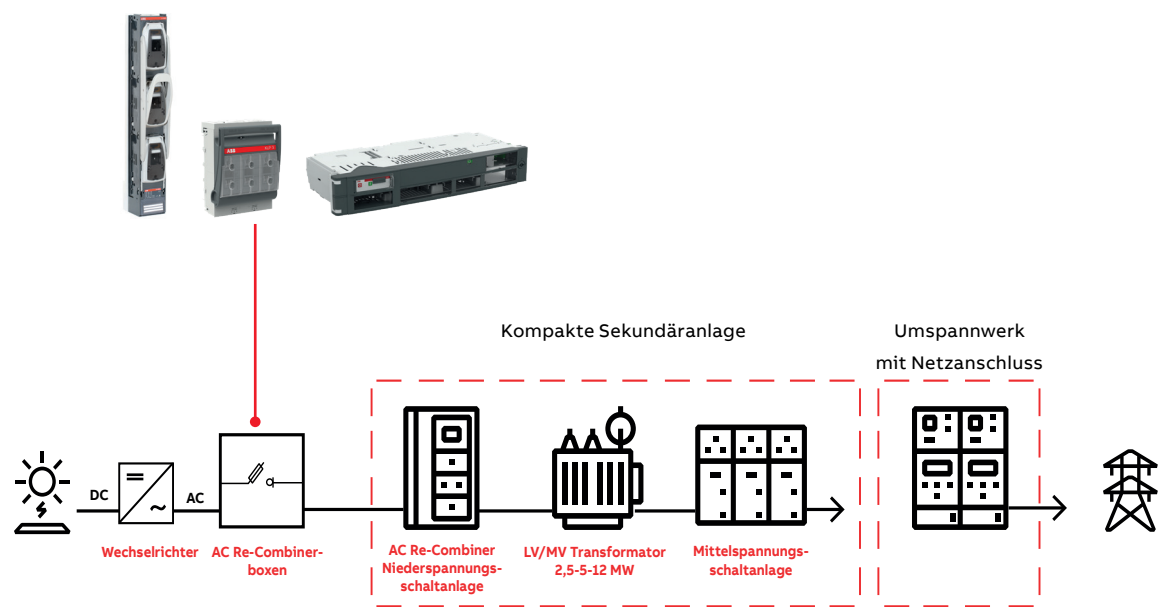 ABB
Kompakte Sekundäranlage
Umspannwerk
mit Netzanschluss
DC
AC
Wechselrichter
AC Re-Combiner-
boxen
AC Re-Combiner
Niederspannungs-
schaltanlage
LV/MV Transformator
2,5-5-12 MW
Mittelspannungs-
schaltanlage